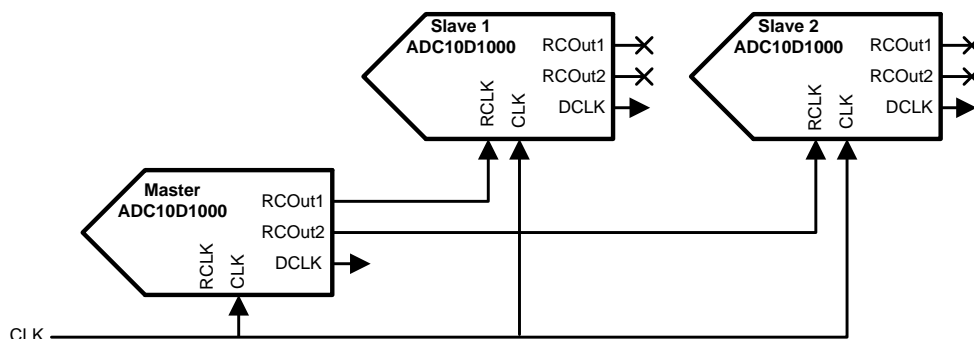 Slave 1
ADC10D1000
RCOut1
RCOut2
DCLK
RCLK
CLK
Slave 2
ADC10D1000
RCOut1
RCOut2
DCLK
RCLK
CLK
Master
ADC10D1000
RCOut1
RCOut2
DCLK
RCLK
CLK
CLK